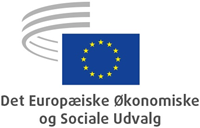 Det Europæiske Økonomiske
og Sociale Udvalg